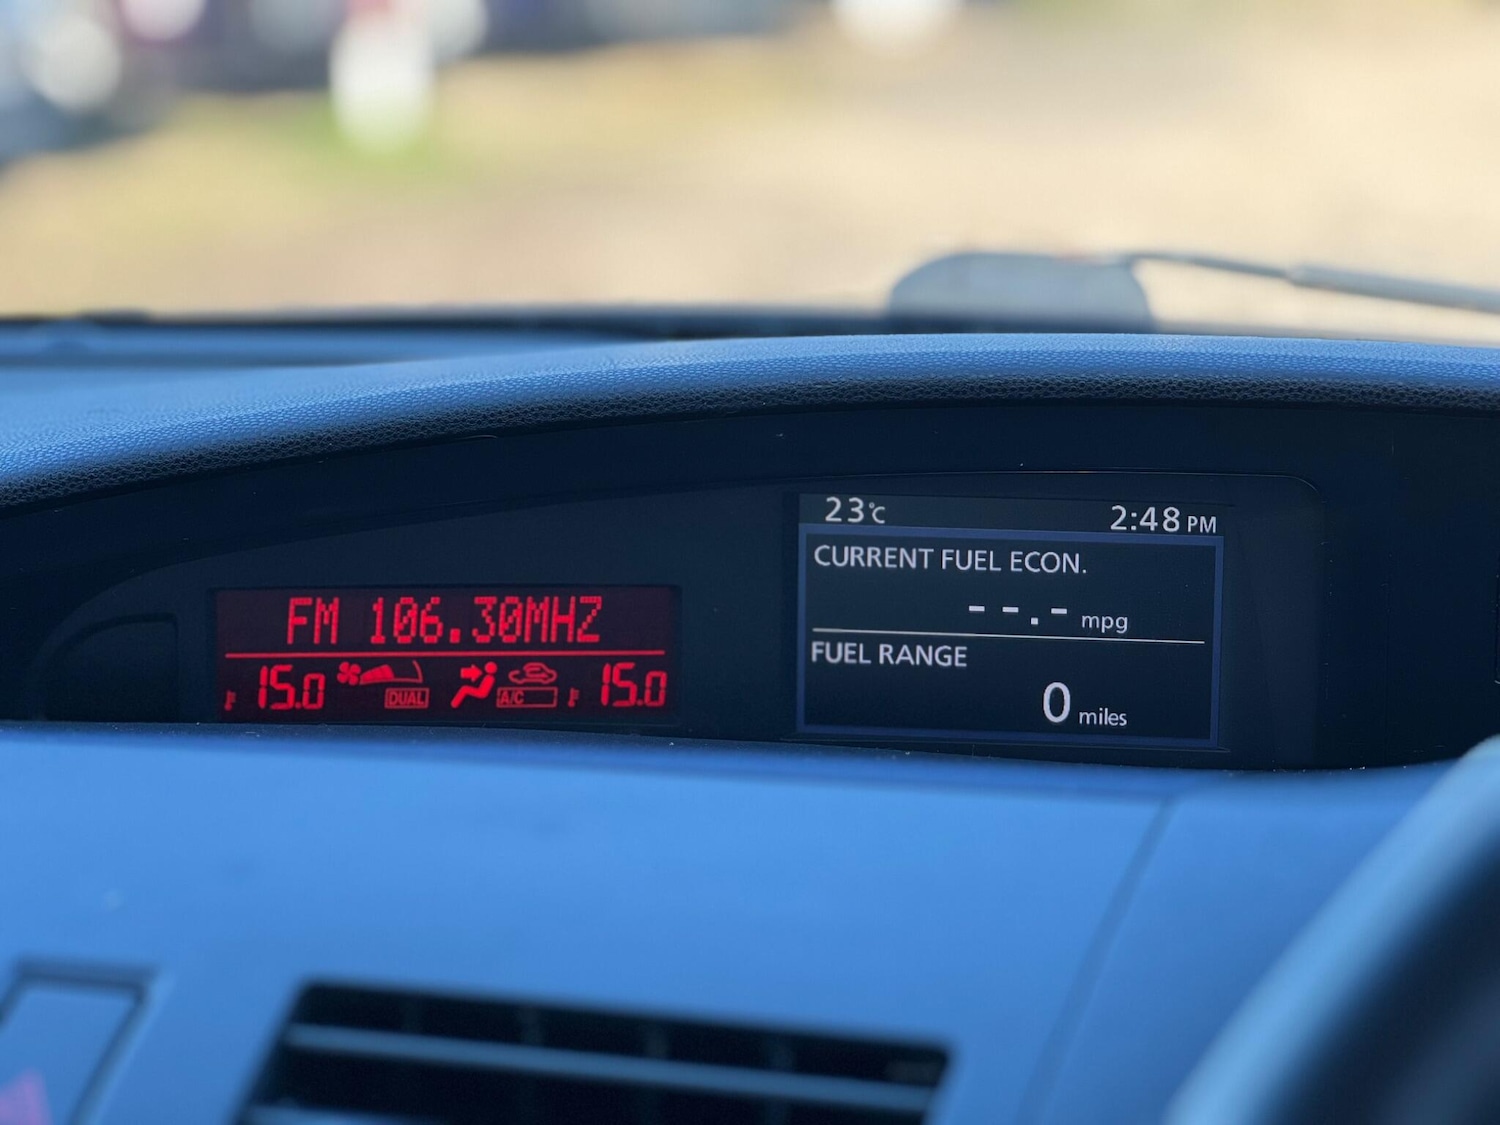 FM 106.30MHZ
15.0 DUAL A/C 15.0
23°C 2:48 PM
CURRENT FUEL ECON.
--.- mpg
FUEL RANGE
0 miles